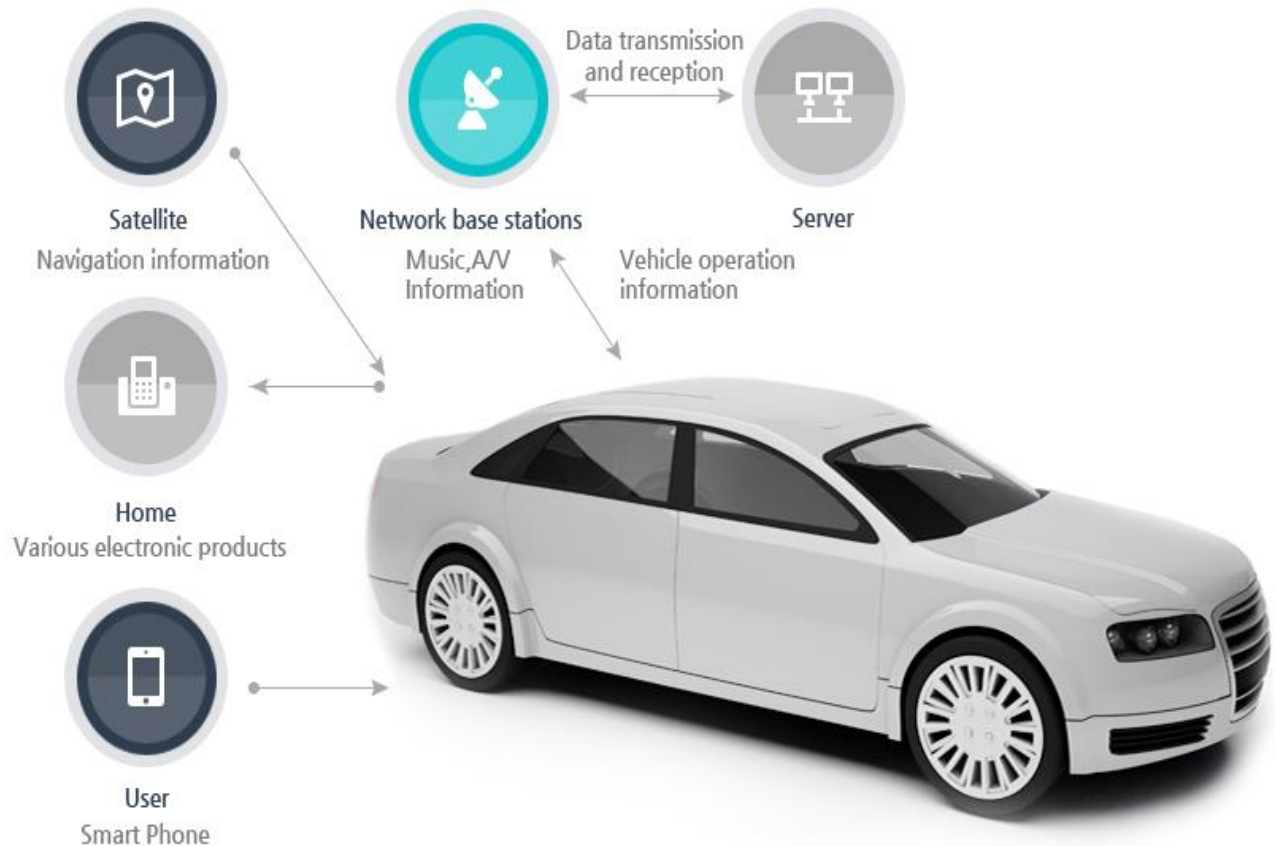 Data transmission
and reception
Satellite
Navigation information
Network base stations
Music,A/V
Information
Vehicle operation
information
Server
Home
Various electronic products
User
Smart Phone